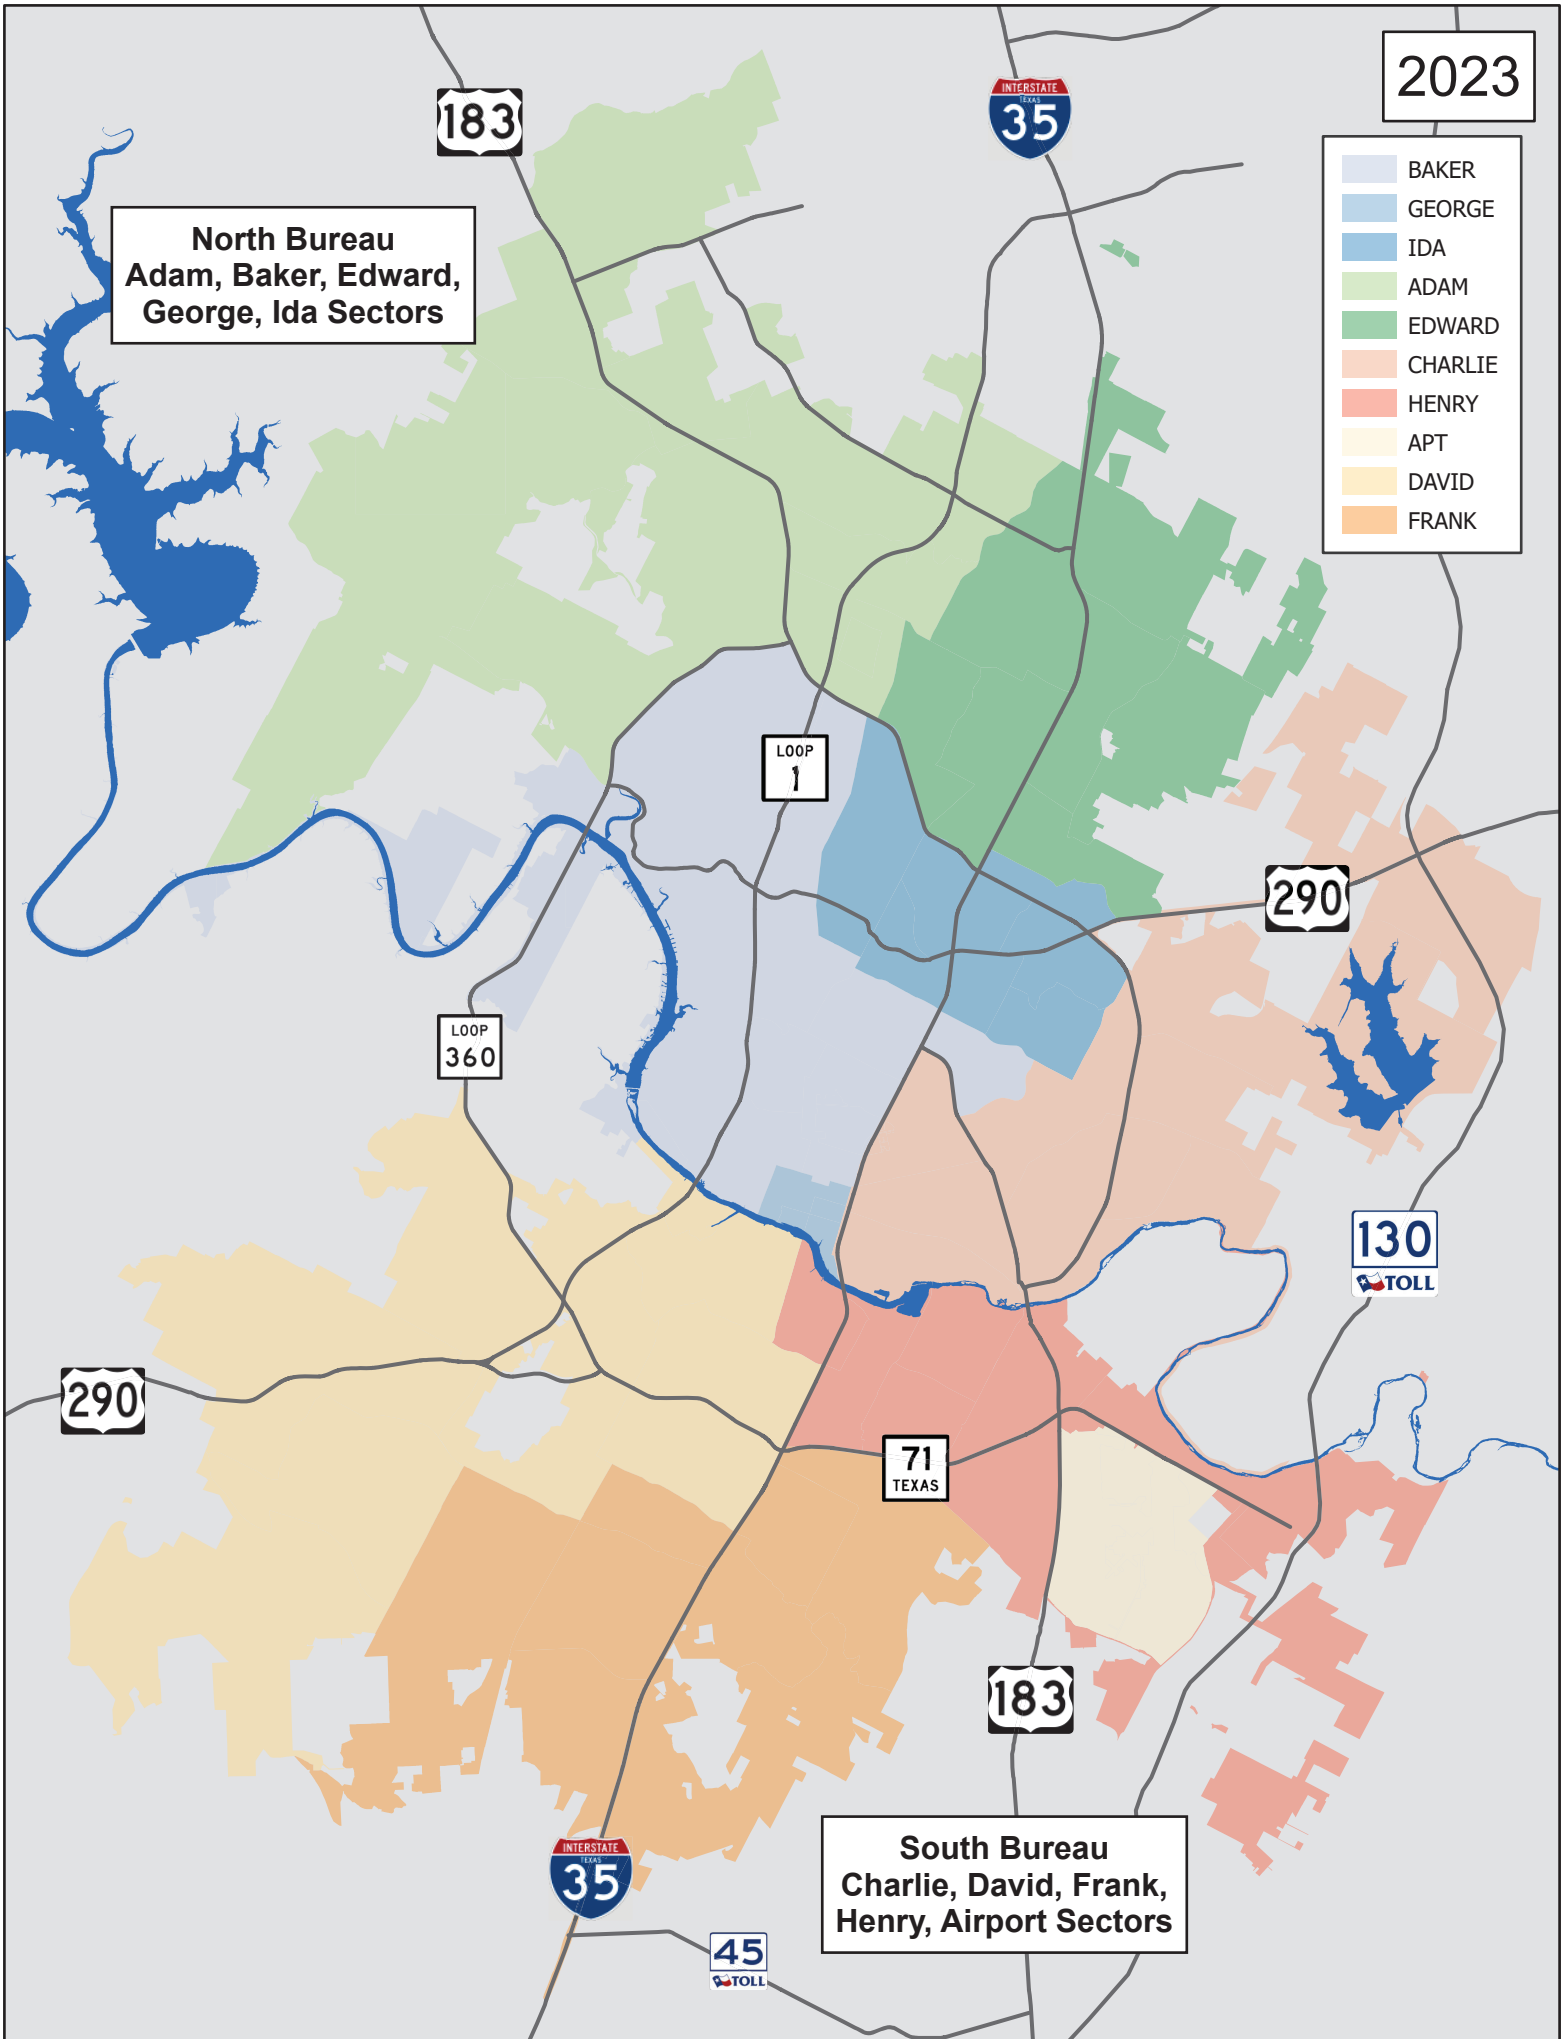 2023
183
INTERSTATE
TEXAS
35
BAKER
GEORGE
IDA
ADAM
EDWARD
CHARLIE
HENRY
APT
DAVID
FRANK
North Bureau
Adam, Baker, Edward,
George, Ida Sectors
LOOP
1
290
LOOP
360
130
TOLL
290
71
TEXAS
183
South Bureau
Charlie, David, Frank,
Henry, Airport Sectors
INTERSTATE
TEXAS
35
45
TOLL